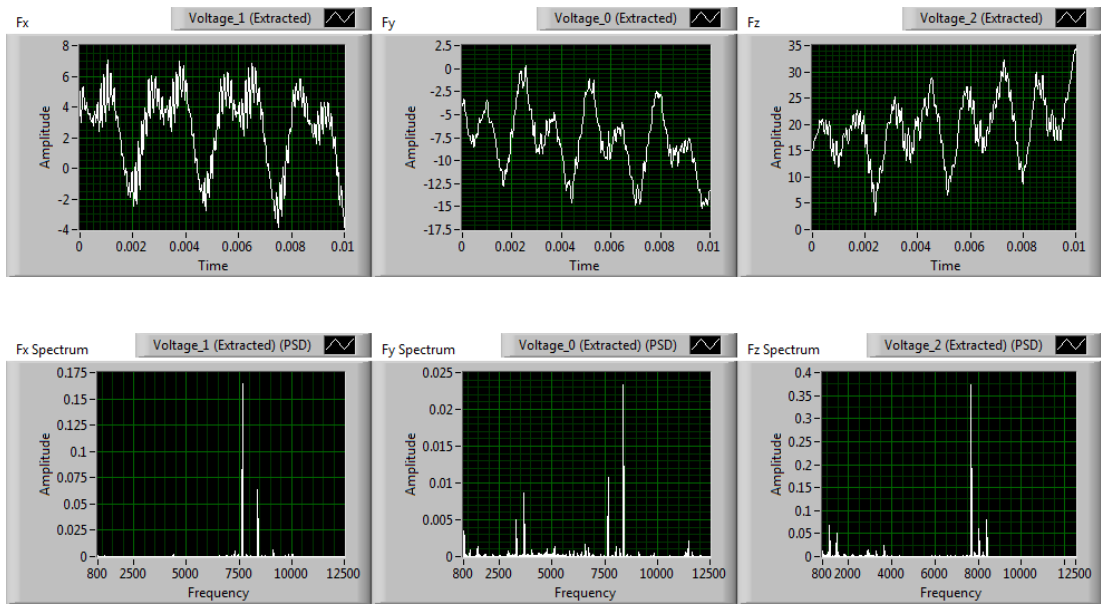 Fx
Voltage_1 (Extracted)
8
6
4
2
0
-2
-4
Amplitude
0 0.002 0.004 0.006 0.008 0.01
Time
Fy
Voltage_0 (Extracted)
2.5
0
-2.5
-5
-7.5
-10
-12.5
-15
-17.5
Amplitude
0 0.002 0.004 0.006 0.008 0.01
Time
Fz
Voltage_2 (Extracted)
35
30
25
20
15
10
5
0
Amplitude
0 0.002 0.004 0.006 0.008 0.01
Time
Fx Spectrum
Voltage_1 (Extracted) (PSD)
0.175
0.15
0.125
0.1
0.075
0.05
0.025
0
Amplitude
800 2500 5000 7500 10000 12500
Frequency
Fy Spectrum
Voltage_0 (Extracted) (PSD)
0.025
0.02
0.015
0.01
0.005
0
Amplitude
800 2500 5000 7500 10000 12500
Frequency
Fz Spectrum
Voltage_2 (Extracted) (PSD)
0.4
0.35
0.3
0.25
0.2
0.15
0.1
0.05
0
Amplitude
800 2000 4000 6000 8000 10000 12500
Frequency